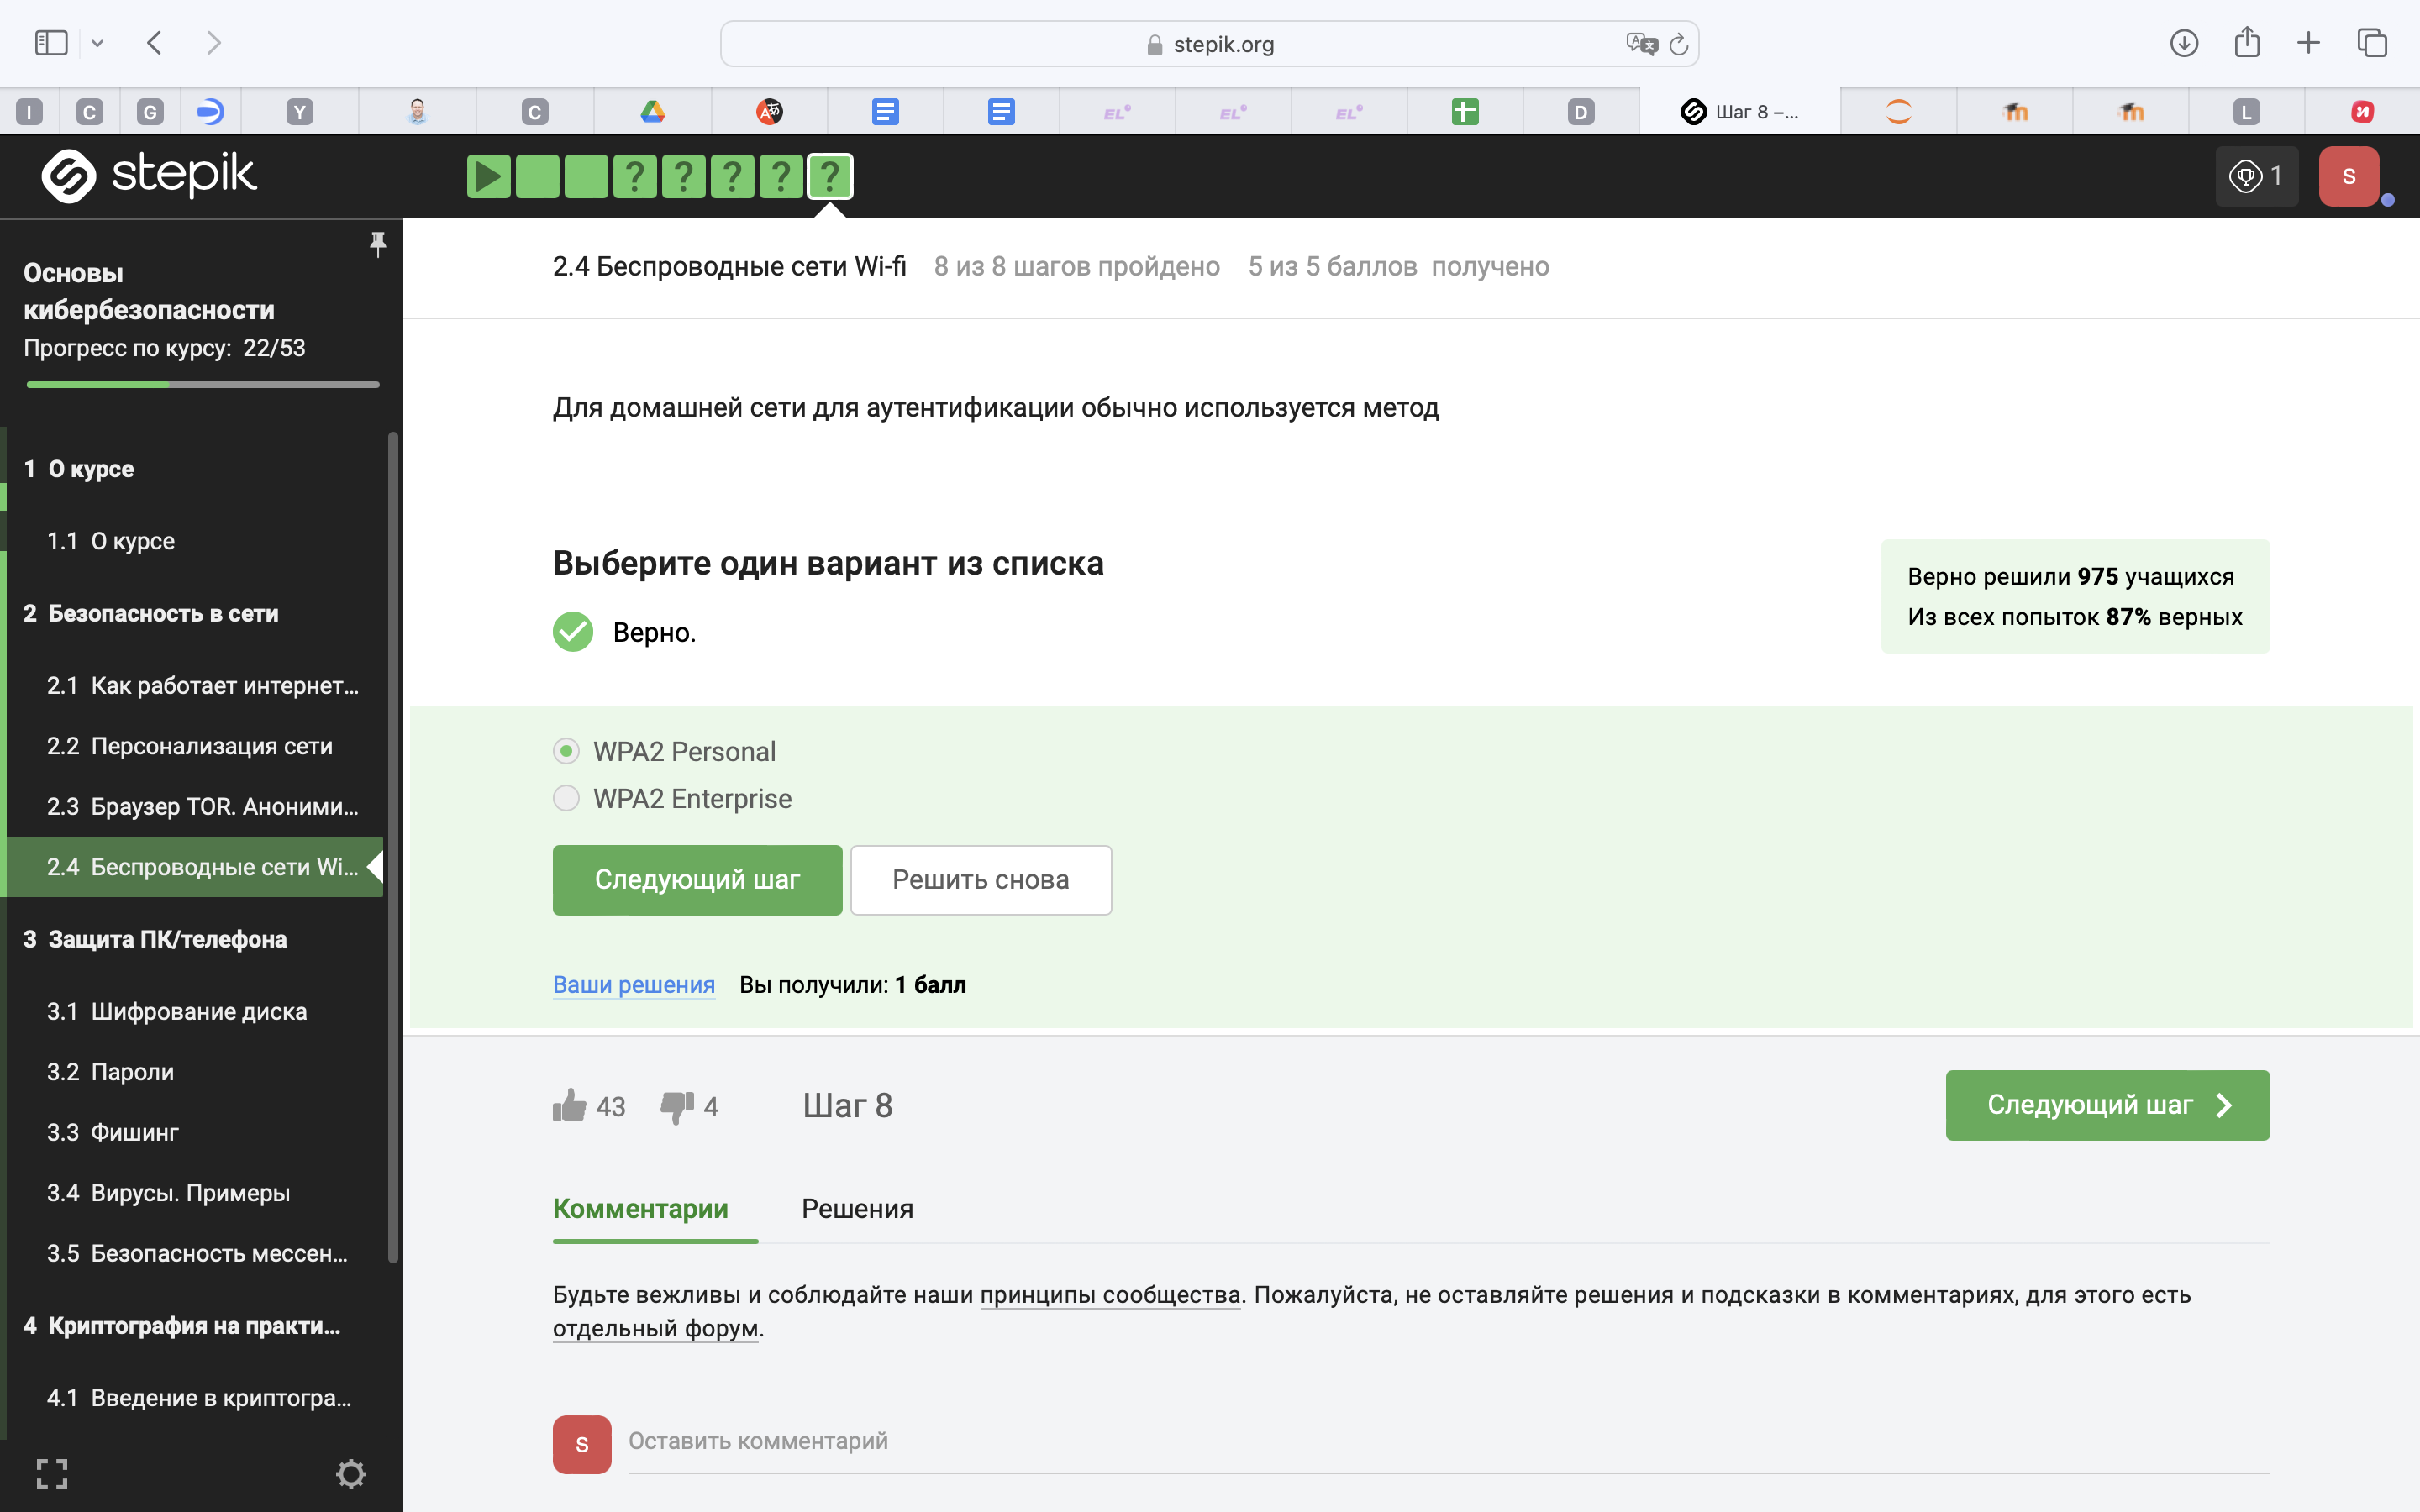 stepik.org
I
C
G
Y
C
EL
EL
EL
D
Шаг 8 –...
L
stepik
? ? ? ? ?
1
S
Основы
кибербезопасности
Прогресс по курсу: 22/53
1 О курсе
1.1 О курсе
2 Безопасность в сети
2.1 Как работает интернет...
2.2 Персонализация сети
2.3 Браузер TOR. Анонимиs...
2.4 Беспроводные сети Wi...
3 Защита ПК/телефона
3.1 Шифрование диска
3.2 Пароли
3.3 Фишинг
3.4 Вирусы. Примеры
3.5 Безопасность мессен...
4 Криптография на практи...
4.1 Введение в криптогра...
2.4 Беспроводные сети Wi-fi 8 из 8 шагов пройдено 5 из 5 баллов получено
Для домашней сети для аутентификации обычно используется метод
Выберите один вариант из списка
Верно.
Верно решили 975 учащихся
Из всех попыток 87% верных
WPA2 Personal
WPA2 Enterprise
Следующий шаг
Решить снова
Ваши решения Вы получили: 1 балл
43
4
Шаг 8
Следующий шаг
Комментарии
Решения
Будьте вежливы и соблюдайте наши принципы сообщества. Пожалуйста, не оставляйте решения и подсказки в комментариях, для этого есть
отдельный форум.
S
Оставить комментарий